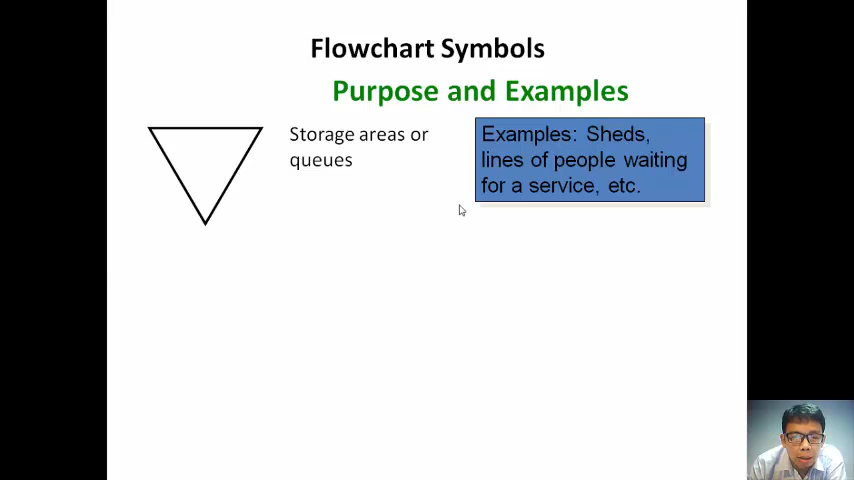 Flowchart Symbols
Purpose and Examples
Storage areas or
queues
Examples: Sheds,
lines of people waiting
for a service, etc.